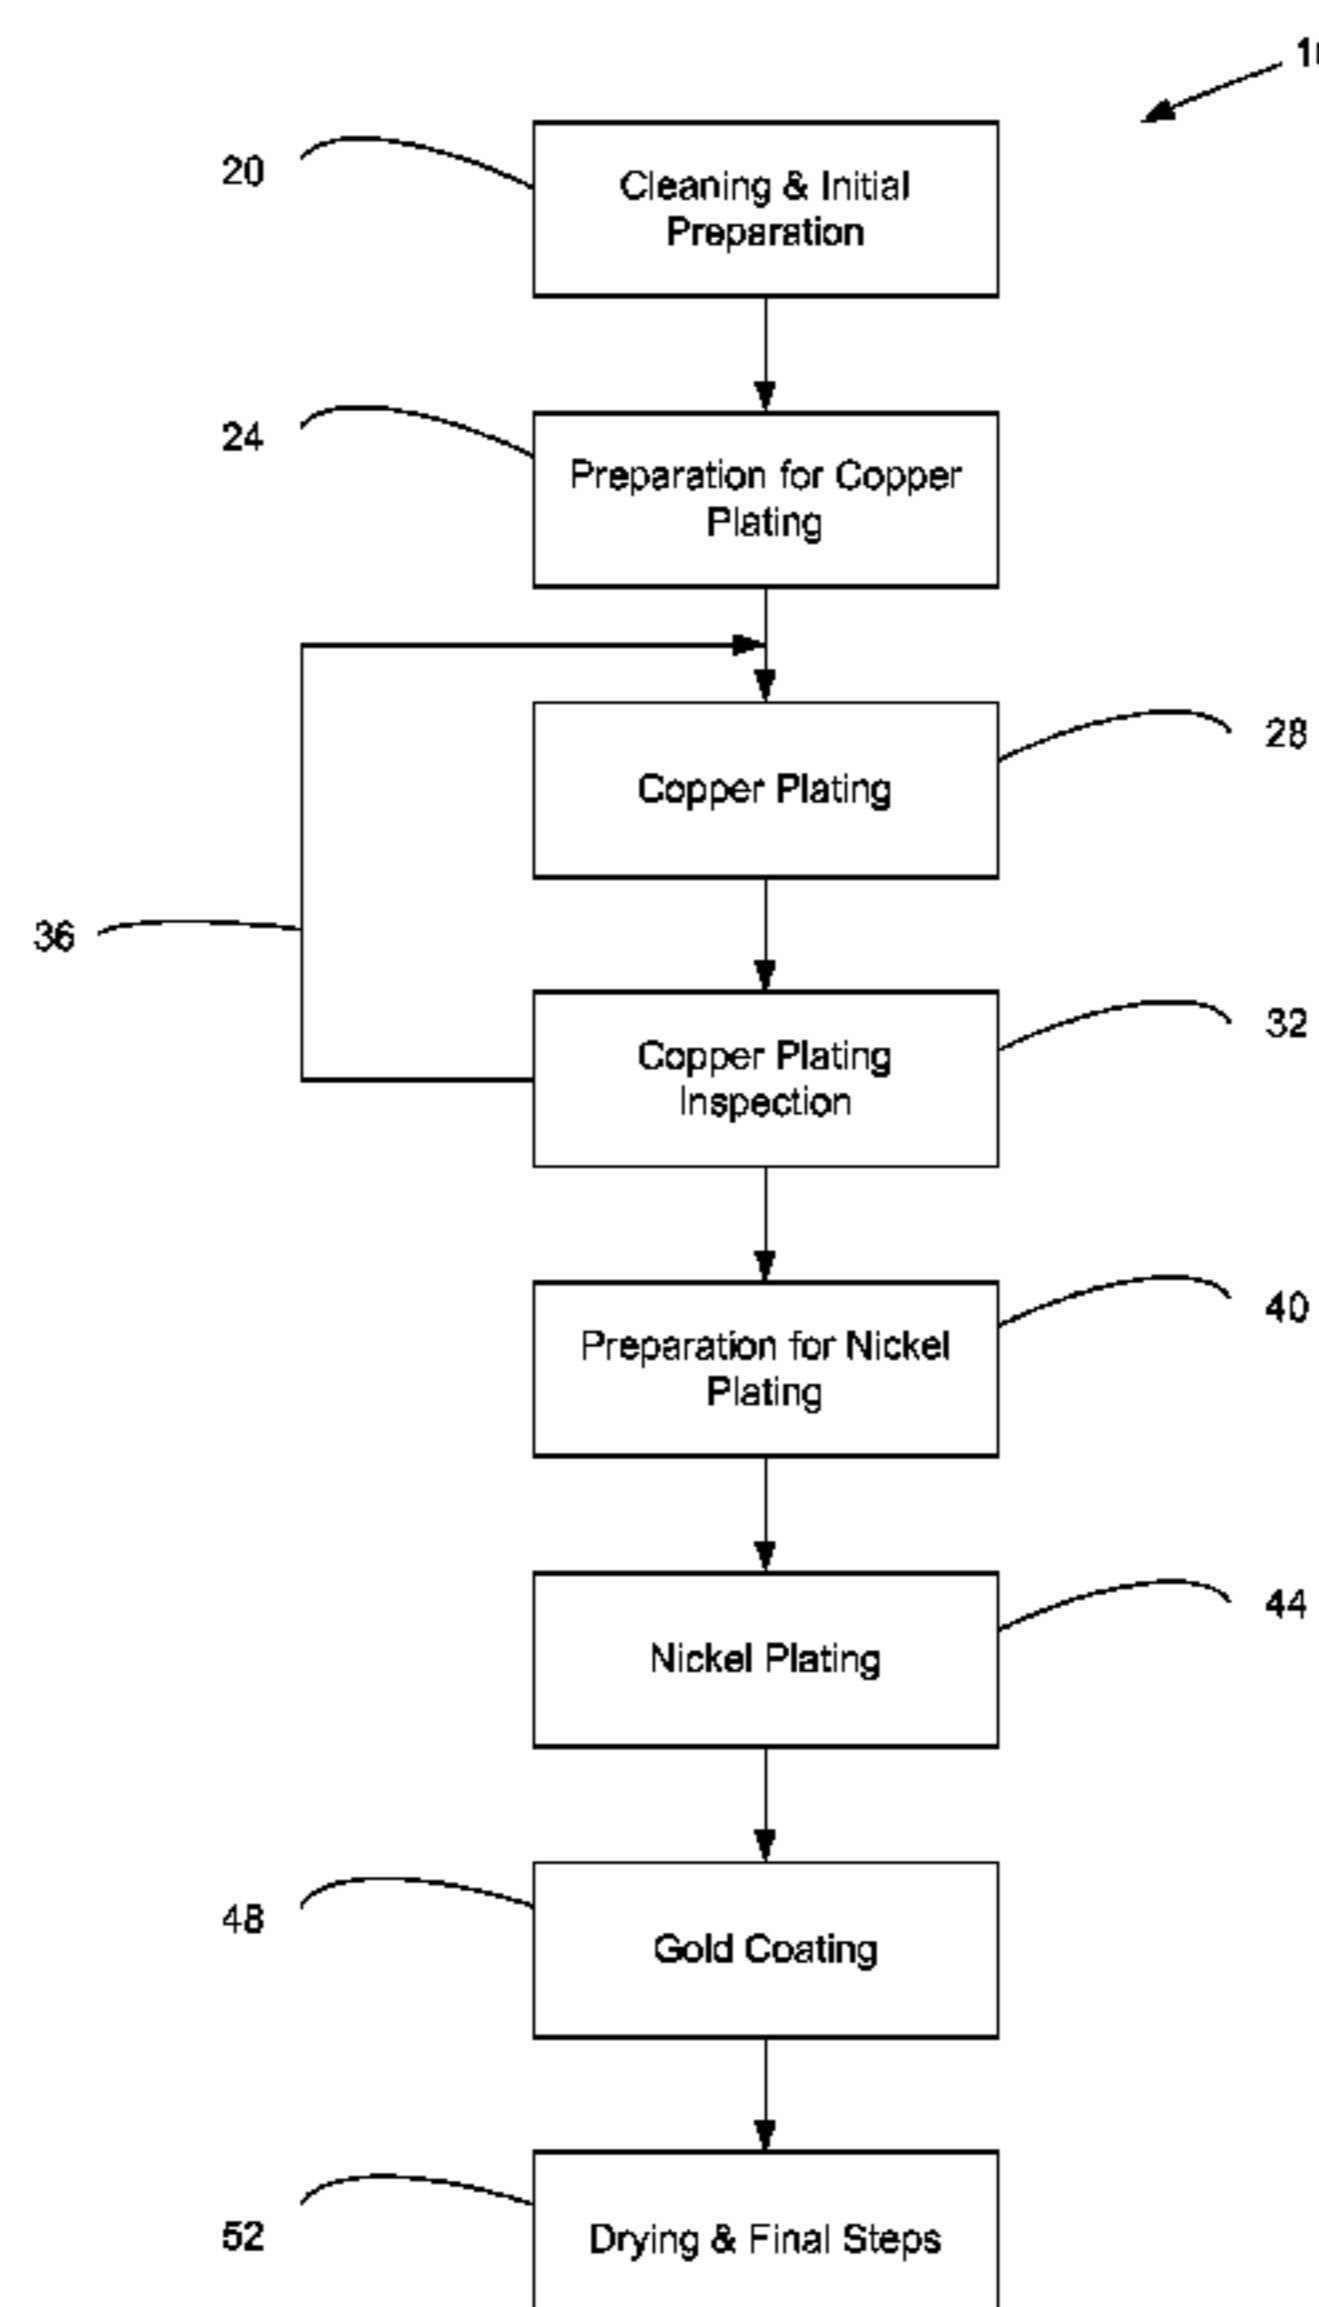 20
Cleaning & Initial
Preparation
24
Preparation for Copper
Plating
Copper Plating
28
36
Copper Plating
Inspection
32
Preparation for Nickel
Plating
40
Nickel Plating
44
48
Gold Coating
52
Drying & Final Steps